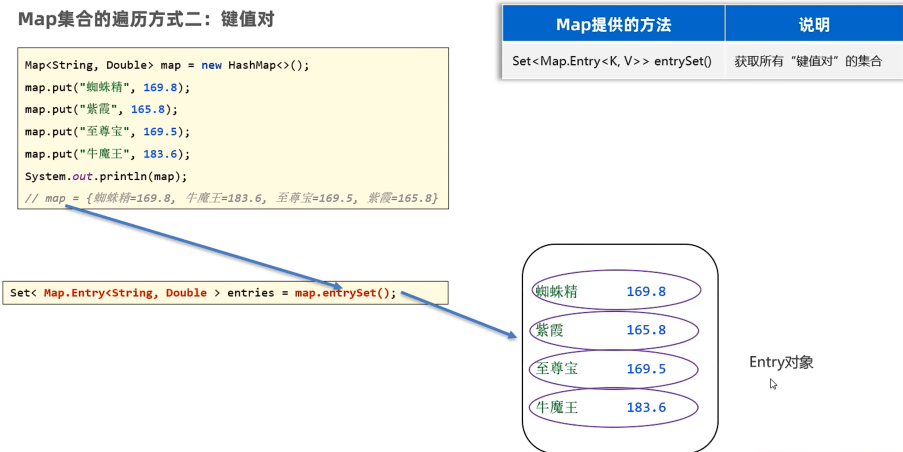 Map集合的遍历方式二：键值对
Map提供的方法 说明
Set<Map.Entry<K, V>> entrySet() 获取所有“键值对”的集合
Map<String, Double> map = new HashMap<>();
map.put("蜘蛛精", 169.8);
map.put("紫霞", 165.8);
map.put("至尊宝", 169.5);
map.put("牛魔王", 183.6);
System.out.println(map);
// map = {蜘蛛精=169.8, 牛魔王=183.6, 至尊宝=169.5, 紫霞=165.8}
Set< Map.Entry<String, Double > entries = map.entrySet();
蜘蛛精 169.8
紫霞 165.8
至尊宝 169.5
牛魔王 183.6
Entry对象